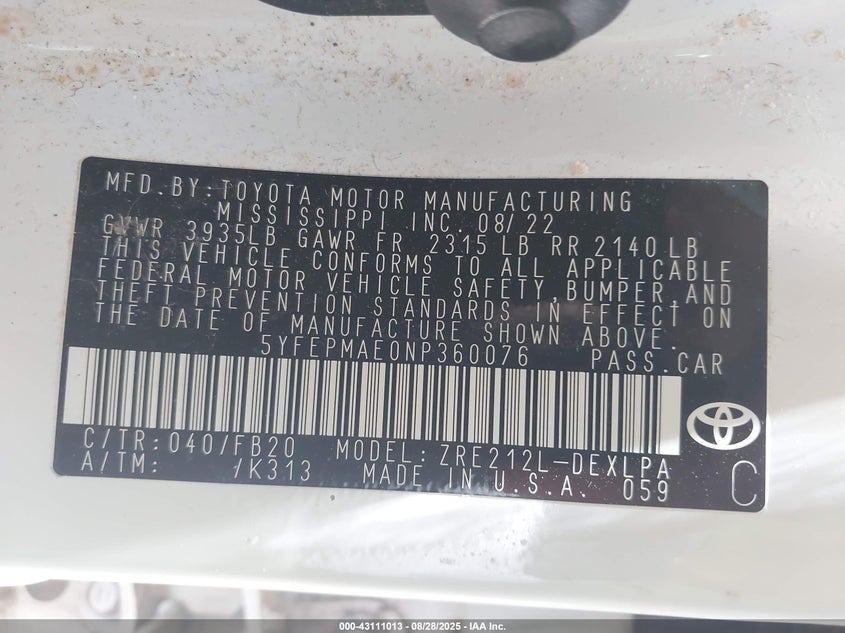 MFD. BY: TOYOTA MOTOR MANUFACTURING
MISSISSIPPI INC. 08/22
GVWR 3935LB GAWR FR 2315 LB RR 2140 LB
THIS VEHICLE CONFORMS TO ALL APPLICABLE
FEDERAL MOTOR VEHICLE SAFETY, BUMPER, AND
THEFT PREVENTION STANDARDS IN EFFECT ON
THE DATE OF MANUFACTURE SHOWN ABOVE.
5YFEPMAE0NP360076 PASS. CAR
C/TR: 040/FB20 MODEL: ZRE212L-DEXLPA
A/TM: /K313 MADE IN U.S.A. 059
C
000-43111013 - 08/28/2025 - IAA Inc.